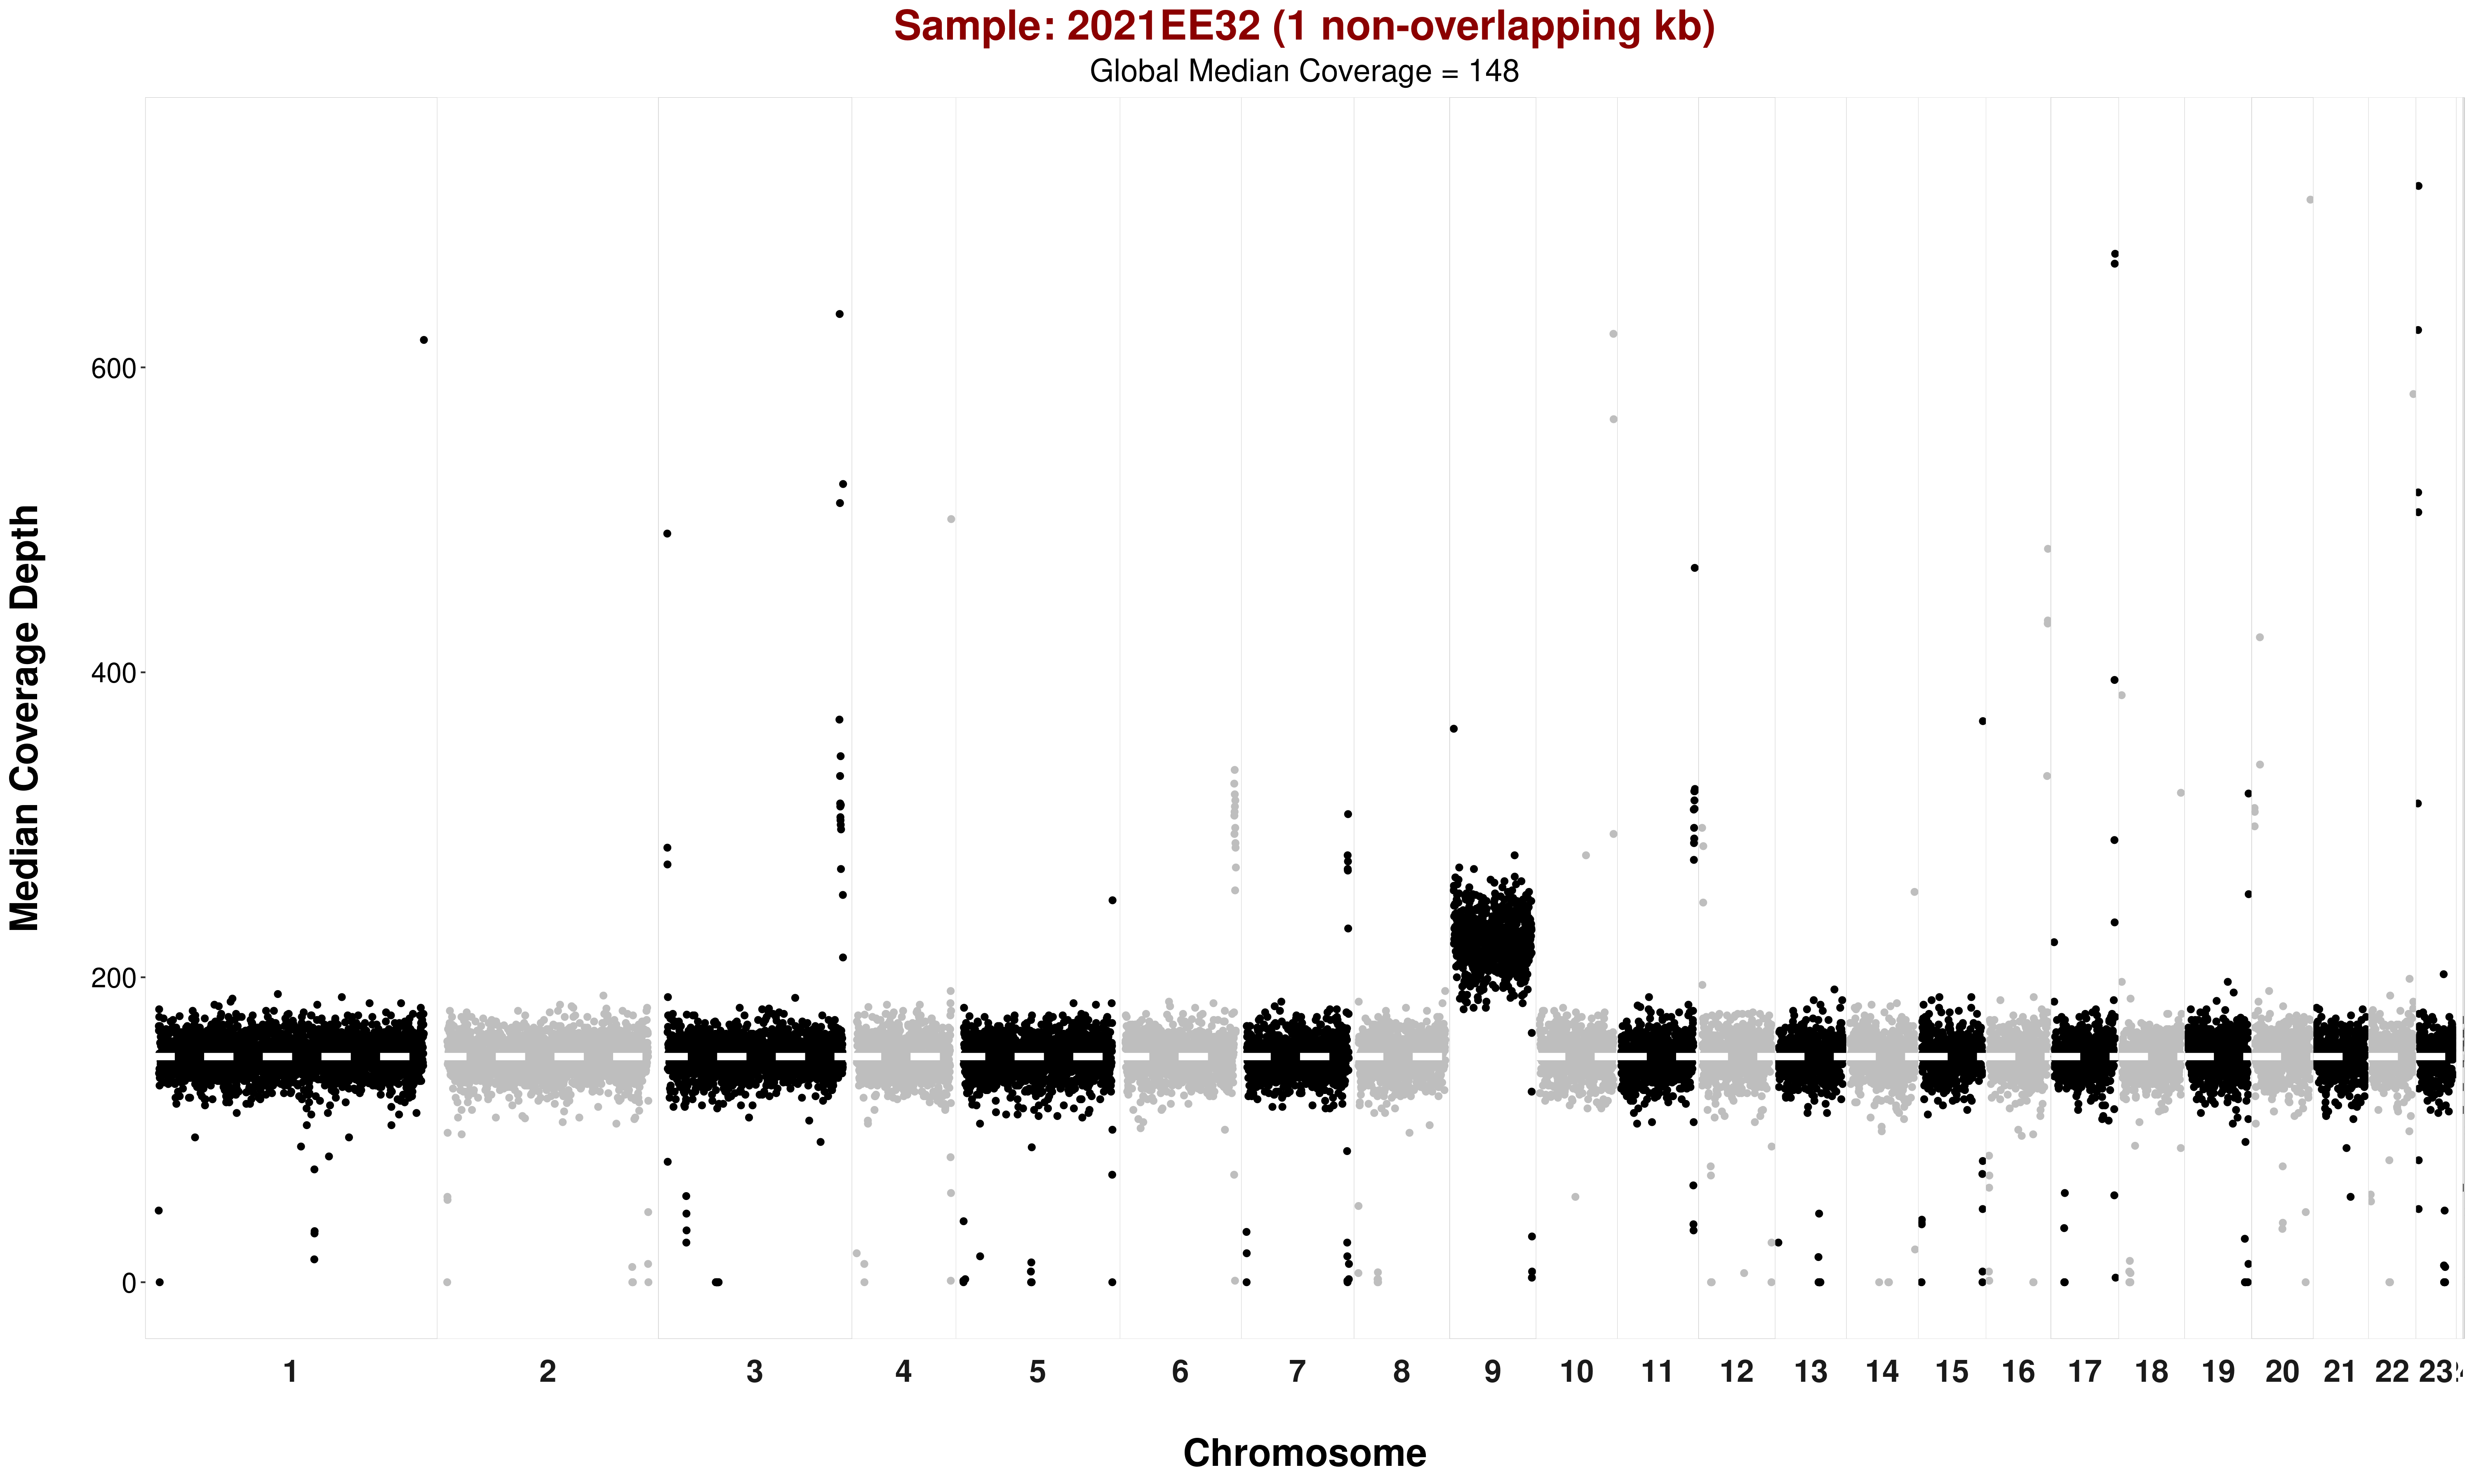 Sample: 2021EE32 (1 non-overlapping kb)
Global Median Coverage = 148
Median Coverage Depth
600
400
200
0
1 2 3 4 5 6 7 8 9 10 11 12 13 14 15 16 17 18 19 20 21 22 23
Chromosome